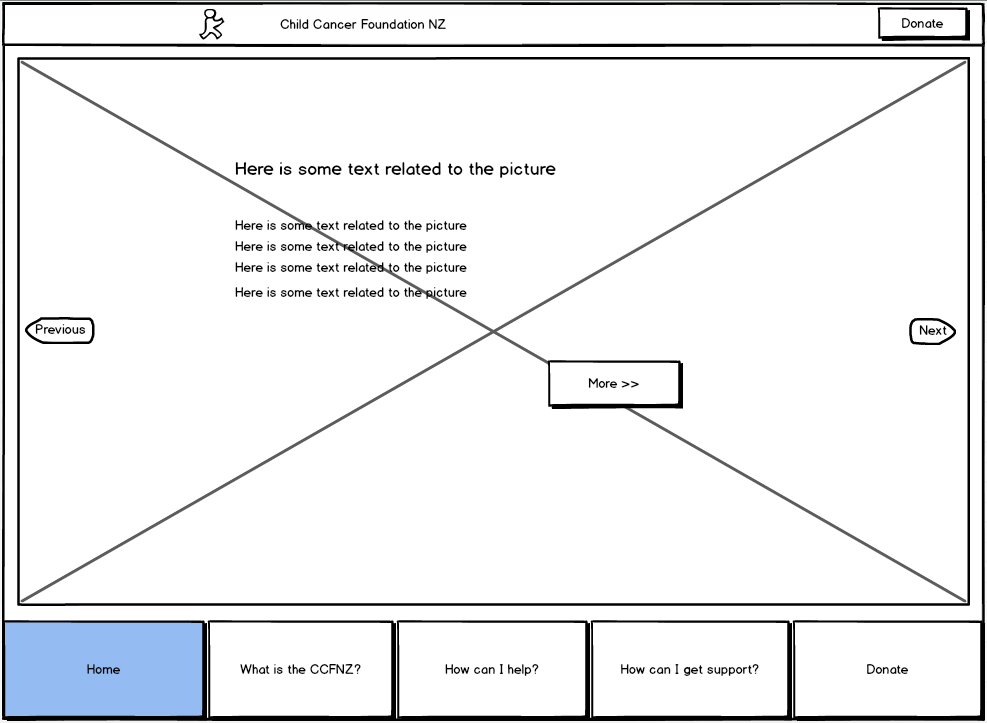 Child Cancer Foundation NZ
Donate
Here is some text related to the picture
Here is some text related to the picture
Here is some text related to the picture
Here is some text related to the picture
Here is some text related to the picture
Previous
Next
More >>
Home
What is the CCFNZ?
How can I help?
How can I get support?
Donate